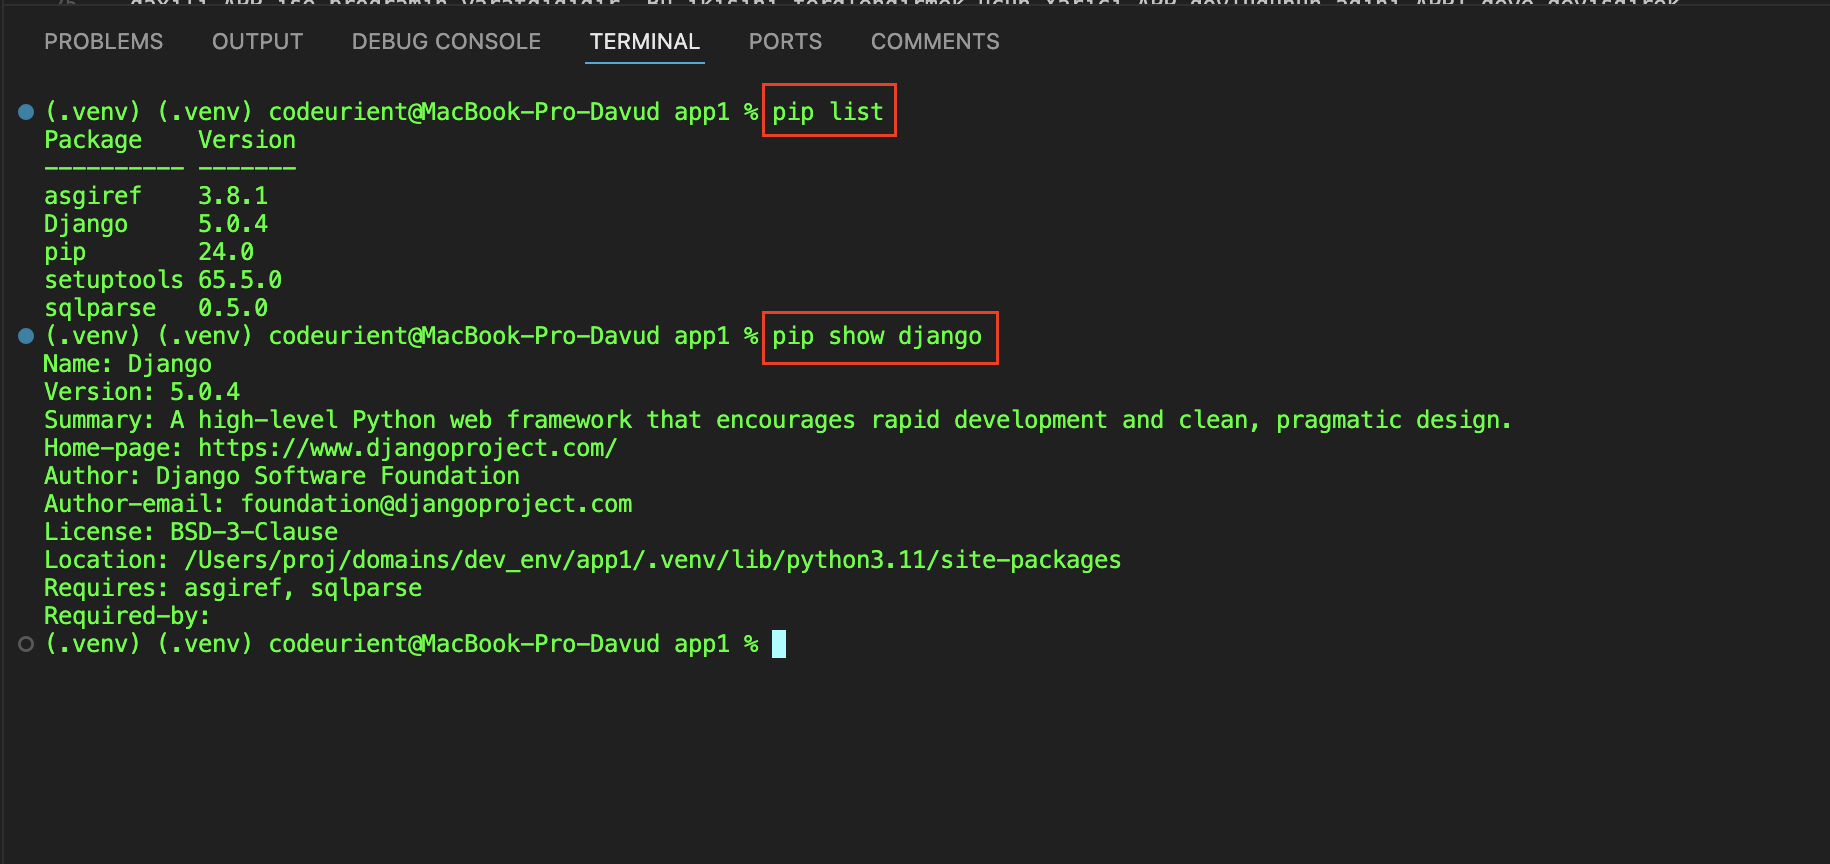 PROBLEMS OUTPUT DEBUG CONSOLE TERMINAL PORTS COMMENTS
(.venv) (.venv) codeurient@MacBook-Pro-Davud app1 % pip list
Package    Version
---------- -------
asgiref    3.8.1
Django     5.0.4
pip        24.0
setuptools 65.5.0
sqlparse   0.5.0
(.venv) (.venv) codeurient@MacBook-Pro-Davud app1 % pip show django
Name: Django
Version: 5.0.4
Summary: A high-level Python web framework that encourages rapid development and clean, pragmatic design.
Home-page: https://www.djangoproject.com/
Author: Django Software Foundation
Author-email: foundation@djangoproject.com
License: BSD-3-Clause
Location: /Users/proj/domains/dev_env/app1/.venv/lib/python3.11/site-packages
Requires: asgiref, sqlparse
Required-by:
(.venv) (.venv) codeurient@MacBook-Pro-Davud app1 %